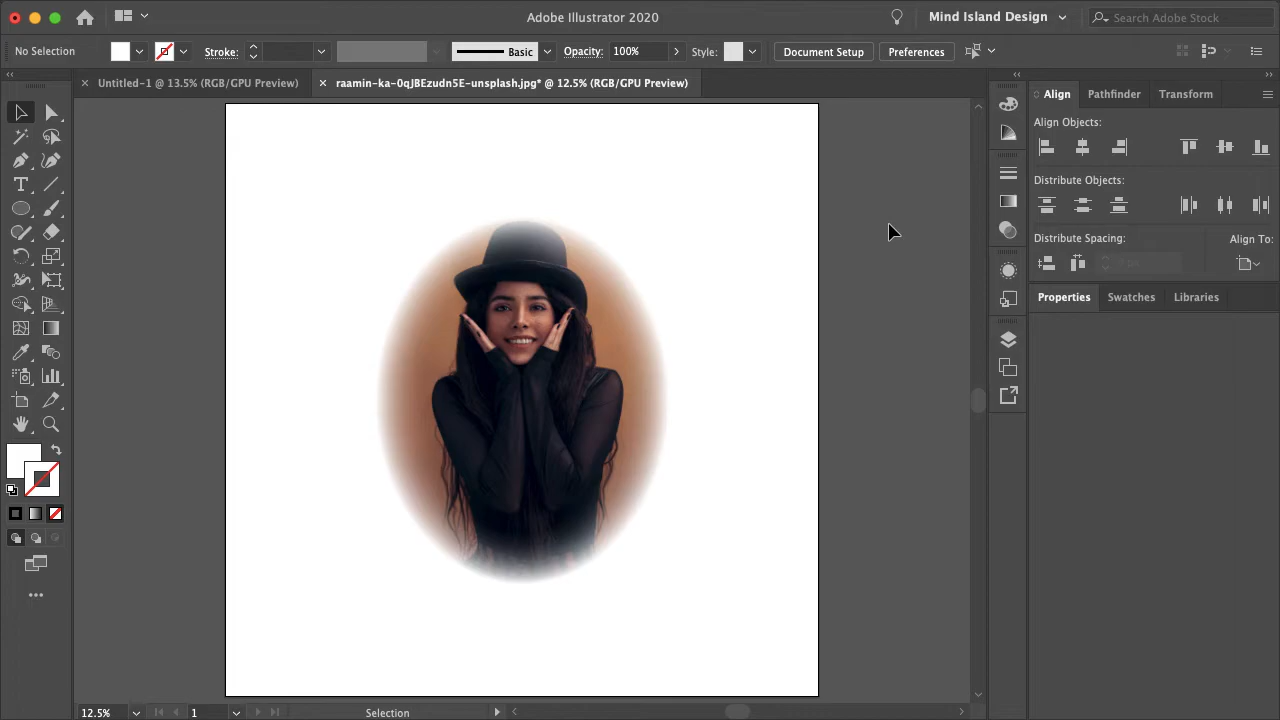 Adobe Illustrator 2020
Mind Island Design
Search Adobe Stock
No Selection
Stroke:
Basic
Opacity: 100%
Style:
Document Setup
Preferences
Untitled-1 @ 13.5% (RGB/GPU Preview)
raamin-ka-0qJBEzudn5E-unsplash.jpg* @ 12.5% (RGB/GPU Preview)
Align
Pathfinder
Transform
Align Objects:
Distribute Objects:
Distribute Spacing:
Align To:
Properties
Swatches
Libraries
12.5%
1
Selection